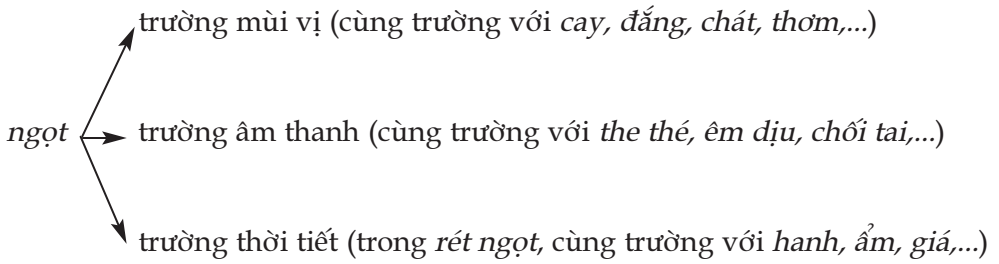 trường mùi vị (cùng trường với cay, đắng, chát, thơm,...)
ngọt trường âm thanh (cùng trường với the thé, êm dịu, chối tai,...)
trường thời tiết (trong rét ngọt, cùng trường với hanh, ẩm, giá,...)